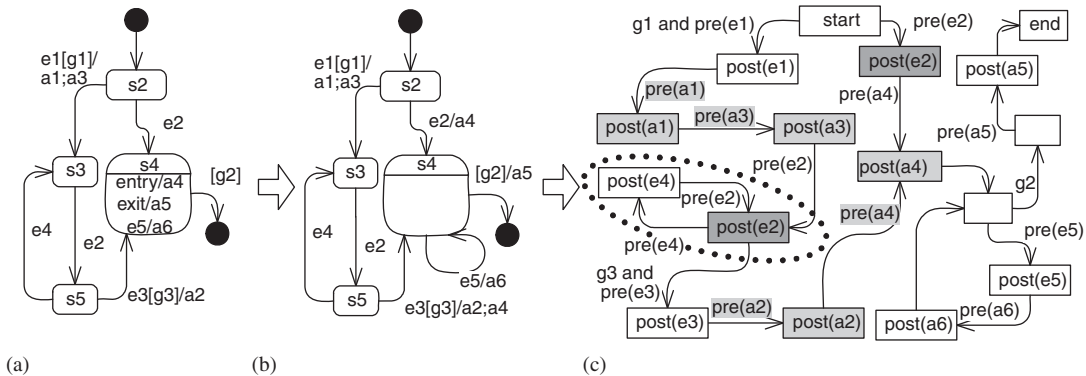 e1[g1]/
a1;a3
s2
e2
s3
s4
entry/a4
exit/a5
e5/a6
[g2]
e4
e2
s5
e3[g3]/a2
(a)
e1[g1]/
a1;a3
s2
e2/a4
s3
s4
[g2]/a5
e4
e2
e5/a6
s5
e3[g3]/a2;a4
(b)
g1 and pre(e1)
start
pre(e2)
end
post(e1)
post(e2)
post(a5)
pre(a1)
pre(a4)
post(a1)
pre(a3)
post(a3)
pre(a5)
pre(e2)
post(a4)
g2
post(e4)
pre(e2)
pre(a4)
post(e2)
pre(e4)
pre(e5)
g3 and
pre(e3)
post(e5)
post(e3)
pre(a2)
post(a2)
post(a6)
pre(a6)
(c)